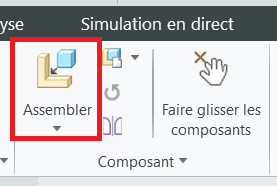 yse
Simulation en direct
Assembler
Faire glisser les
composants
Composant